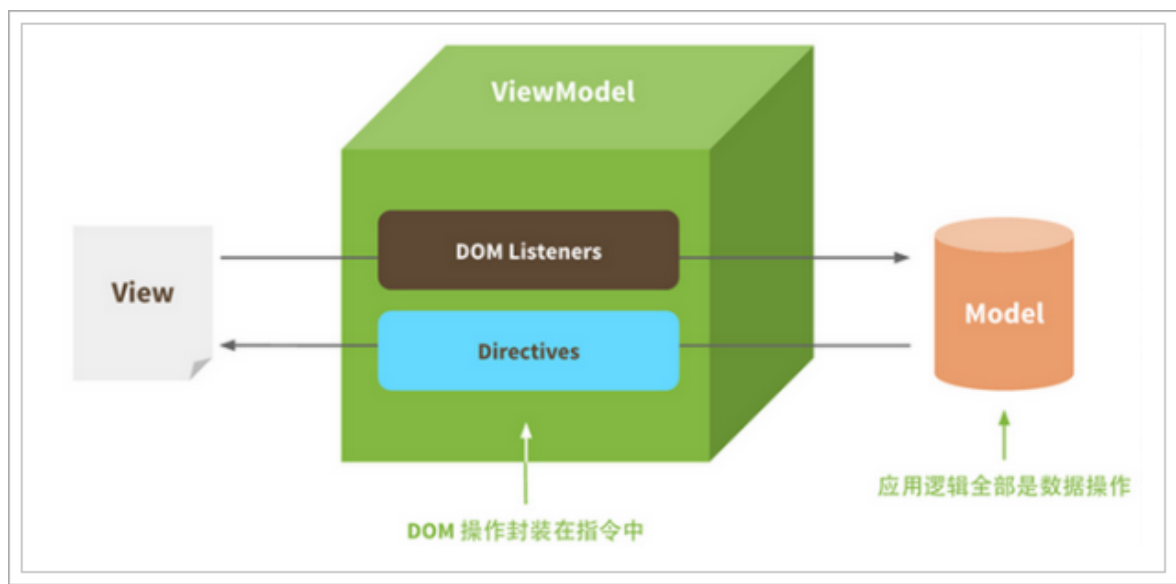 ViewModel
DOM Listeners
View
Model
Directives
应用逻辑全部是数据操作
DOM 操作封装在指令中